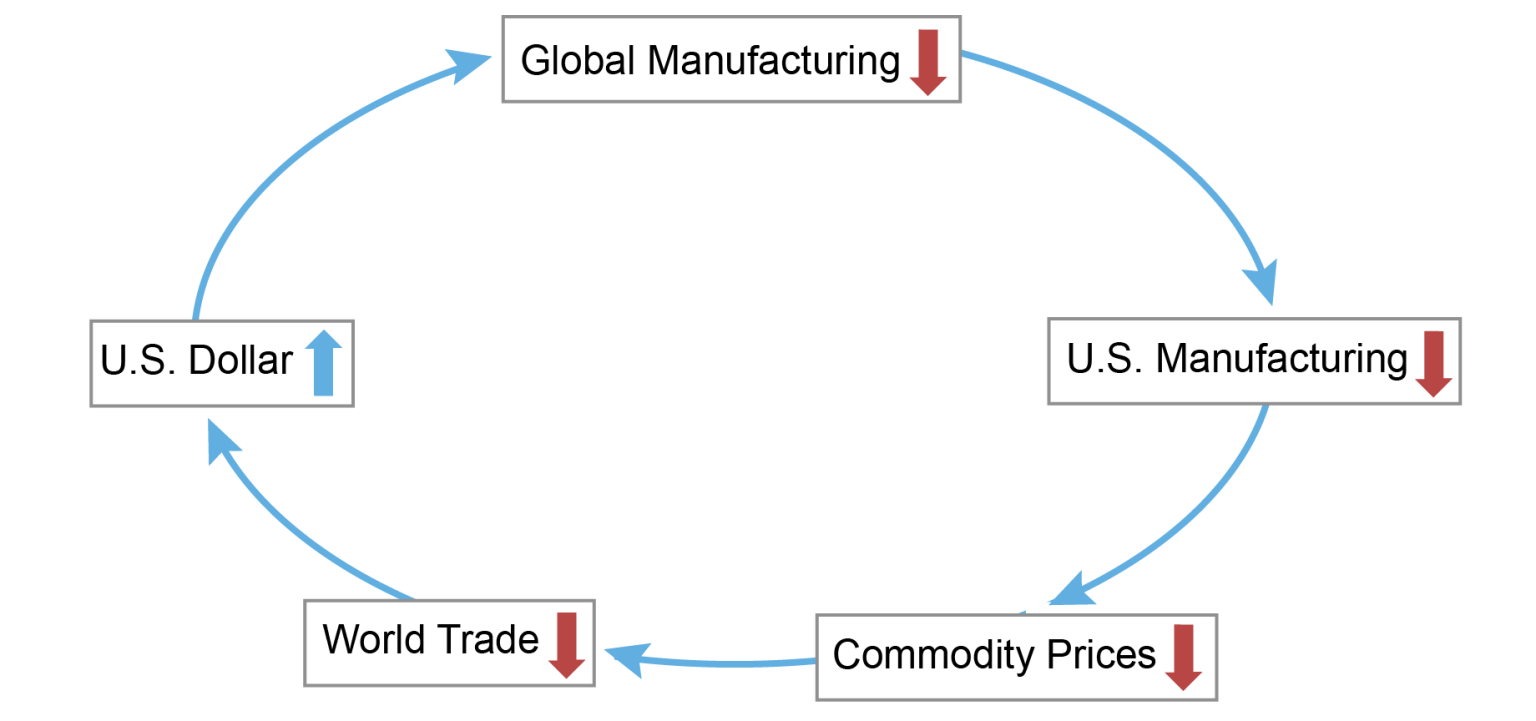 Global Manufacturing
U.S. Dollar
U.S. Manufacturing
World Trade
Commodity Prices